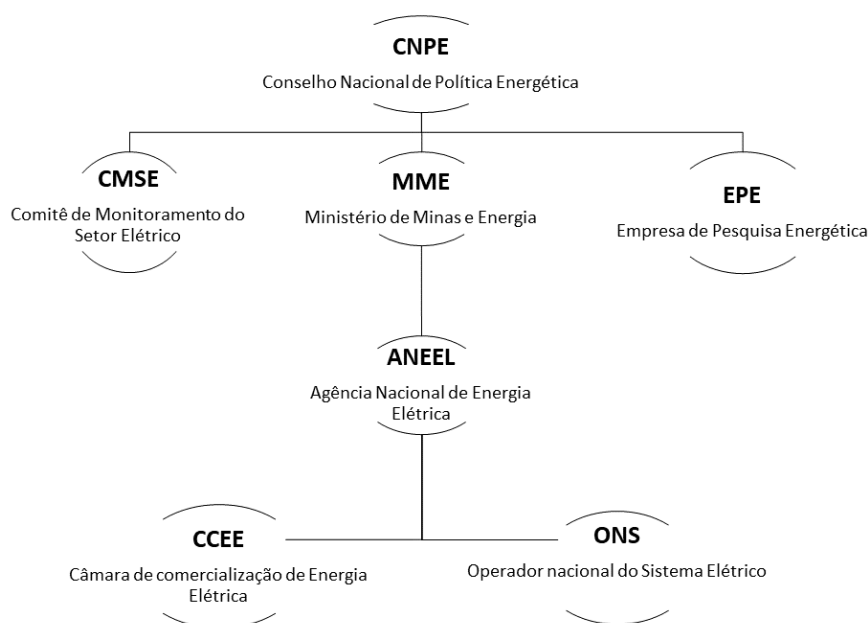 CNPE
Conselho Nacional de Política Energética
CMSE
Comitê de Monitoramento do
Setor Elétrico
MME
Ministério de Minas e Energia
EPE
Empresa de Pesquisa Energética
ANEEL
Agência Nacional de Energia
Elétrica
CCEE
Câmara de comercialização de Energia
Elétrica
ONS
Operador nacional do Sistema Elétrico